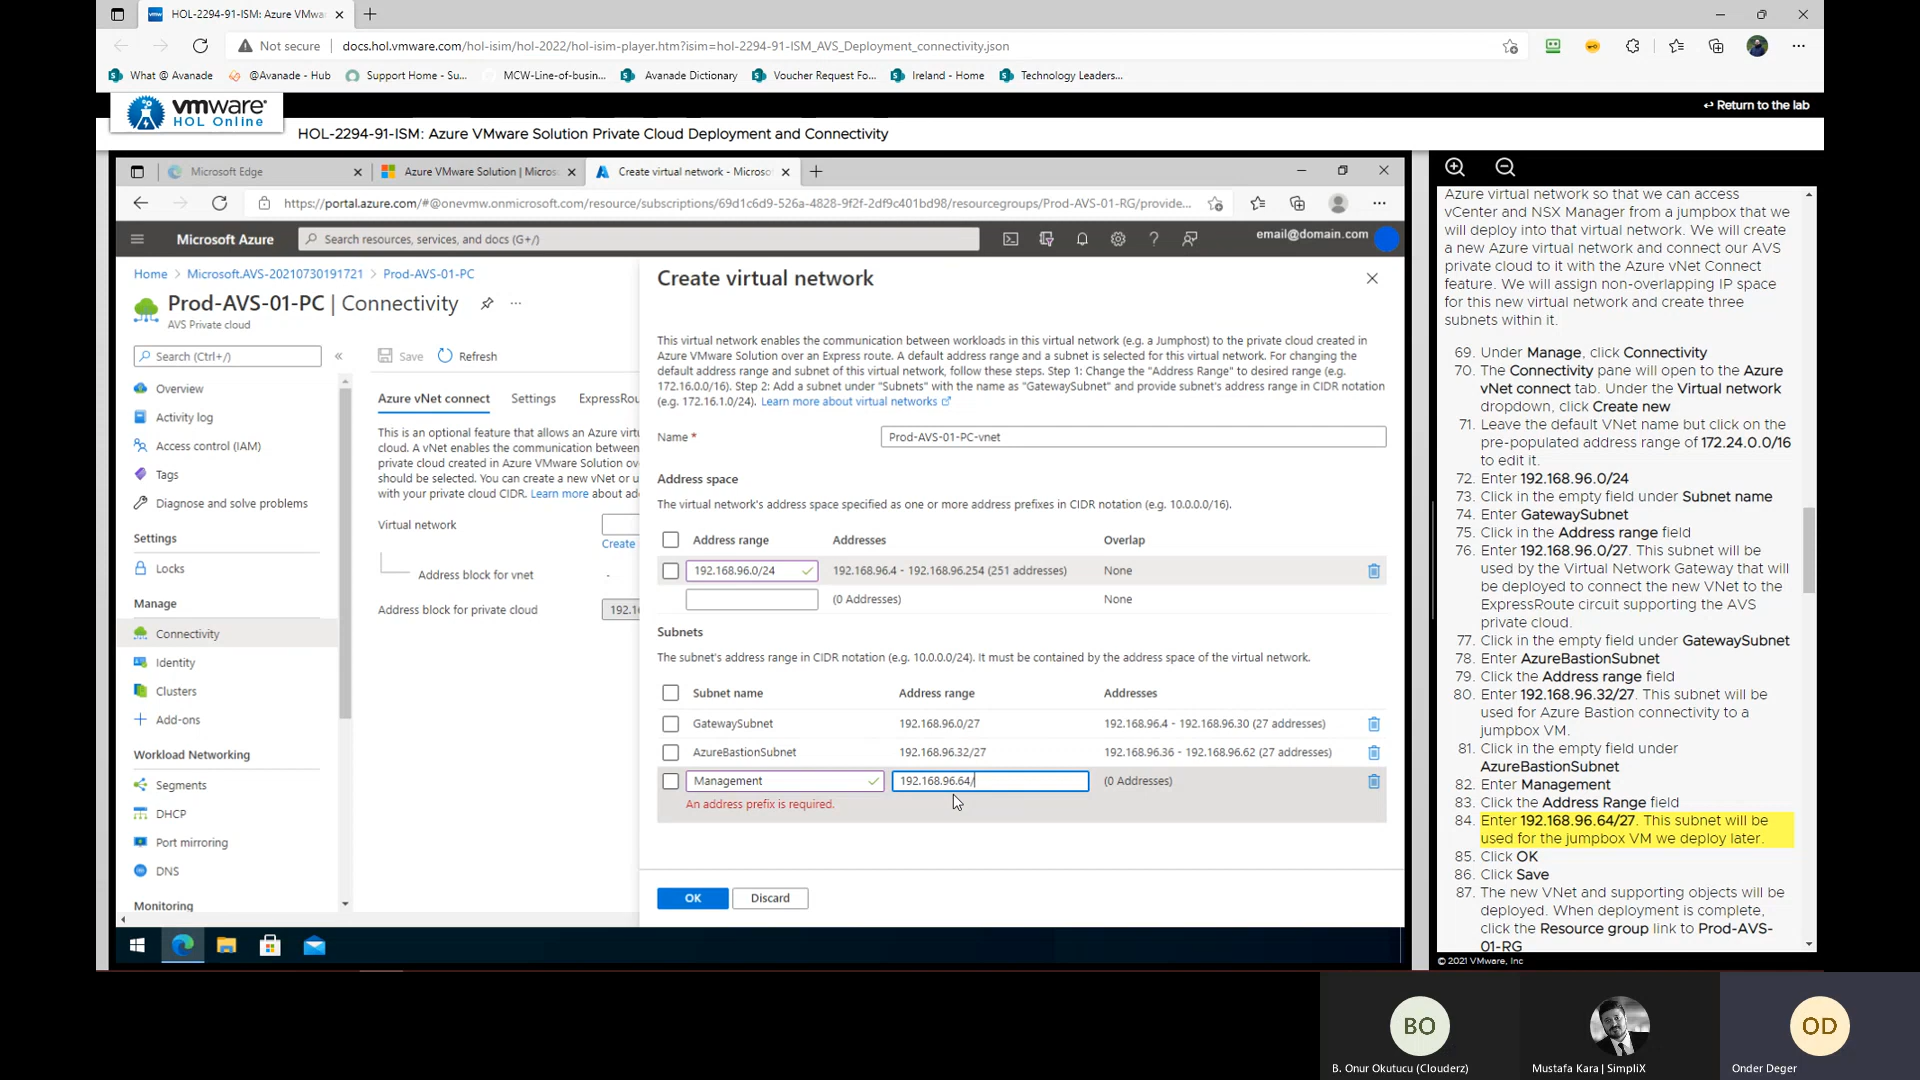 HOL-2294-91-ISM: Azure VMwa
Not secure
docs.hol.vmware.com/hol-isim/hol-2022/hol-isim-player.htm?isim=hol-2294-91-ISM_AVS_Deployment_connectivity.json
What @ Avanade
@Avanade - Hub
Support Home - Su...
MCW-Line-of-busin...
Avanade Dictionary
Voucher Request Fo...
Ireland - Home
Technology Leaders...
vmware®
HOL Online
Return to the lab
HOL-2294-91-ISM: Azure VMware Solution Private Cloud Deployment and Connectivity
Microsoft Edge
Azure VMware Solution | Micros
Create virtual network - Microso
https://portal.azure.com/#@onevmw.onmicrosoft.com/resource/subscriptions/69d1c6d9-526a-4828-9f2f-2df9c401bd98/resourcegroups/Prod-AVS-01-RG/provide...
Microsoft Azure
Search resources, services, and docs (G+/)
email@domain.com
Home > Microsoft.AVS-20210730191721 > Prod-AVS-01-PC
Prod-AVS-01-PC | Connectivity
AVS Private cloud
Search (Ctrl+/)
Overview
Activity log
Access control (IAM)
Tags
Diagnose and solve problems
Settings
Locks
Manage
Connectivity
Identity
Clusters
Add-ons
Workload Networking
Segments
DHCP
Port mirroring
DNS
Monitoring
Save
Refresh
Azure vNet connect
Settings
ExpressRou
This is an optional feature that allows an Azure virtu
cloud. A vNet enables the communication between
private cloud created in Azure VMware Solution ov
should be selected. You can create a new vNet or u
with your private cloud CIDR. Learn more about ad
Virtual network
Create
Address block for vnet
-
Address block for private cloud
192.1
Create virtual network
This virtual network enables the communication between workloads in this virtual network (e.g. a Jumphost) to the private cloud created in
Azure VMware Solution over an Express route. A default address range and a subnet is selected for this virtual network. For changing the
default address range and subnet of this virtual network, follow these steps. Step 1: Change the "Address Range" to desired range (e.g.
172.16.0.0/16). Step 2: Add a subnet under "Subnets" with the name as "GatewaySubnet" and provide subnet's address range in CIDR notation
(e.g. 172.16.1.0/24). Learn more about virtual networks
Name *
Prod-AVS-01-PC-vnet
Address space
The virtual network's address space specified as one or more address prefixes in CIDR notation (e.g. 10.0.0.0/16).
Address range
Addresses
Overlap
192.168.96.0/24
192.168.96.4 - 192.168.96.254 (251 addresses)
None
(0 Addresses)
None
Subnets
The subnet's address range in CIDR notation (e.g. 10.0.0.0/24). It must be contained by the address space of the virtual network.
Subnet name
Address range
Addresses
GatewaySubnet
192.168.96.0/27
192.168.96.4 - 192.168.96.30 (27 addresses)
AzureBastionSubnet
192.168.96.32/27
192.168.96.36 - 192.168.96.62 (27 addresses)
Management
192.168.96.64/
(0 Addresses)
An address prefix is required.
OK
Discard
Azure virtual network so that we can access
vCenter and NSX Manager from a jumpbox that we
will deploy into that virtual network. We will create
a new Azure virtual network and connect our AVS
private cloud to it with the Azure vNet Connect
feature. We will assign non-overlapping IP space
for this new virtual network and create three
subnets within it.
69. Under Manage, click Connectivity
70. The Connectivity pane will open to the Azure
vNet connect tab. Under the Virtual network
dropdown, click Create new
71. Leave the default VNet name but click on the
pre-populated address range of 172.24.0.0/16
to edit it.
72. Enter 192.168.96.0/24
73. Click in the empty field under Subnet name
74. Enter GatewaySubnet
75. Click in the Address range field
76. Enter 192.168.96.0/27. This subnet will be
used by the Virtual Network Gateway that will
be deployed to connect the new VNet to the
ExpressRoute circuit supporting the AVS
private cloud.
77. Click in the empty field under GatewaySubnet
78. Enter AzureBastionSubnet
79. Click the Address range field
80. Enter 192.168.96.32/27. This subnet will be
used for Azure Bastion connectivity to a
jumpbox VM.
81. Click in the empty field under
AzureBastionSubnet
82. Enter Management
83. Click the Address Range field
84. Enter 192.168.96.64/27. This subnet will be
used for the jumpbox VM we deploy later.
85. Click OK
86. Click Save
87. The new VNet and supporting objects will be
deployed. When deployment is complete,
click the Resource group link to Prod-AVS-
01-RG
© 2021 VMware, Inc
BO
B. Onur Okutucu (Clouderz)
Mustafa Kara | SimpliX
OD
Onder Deger